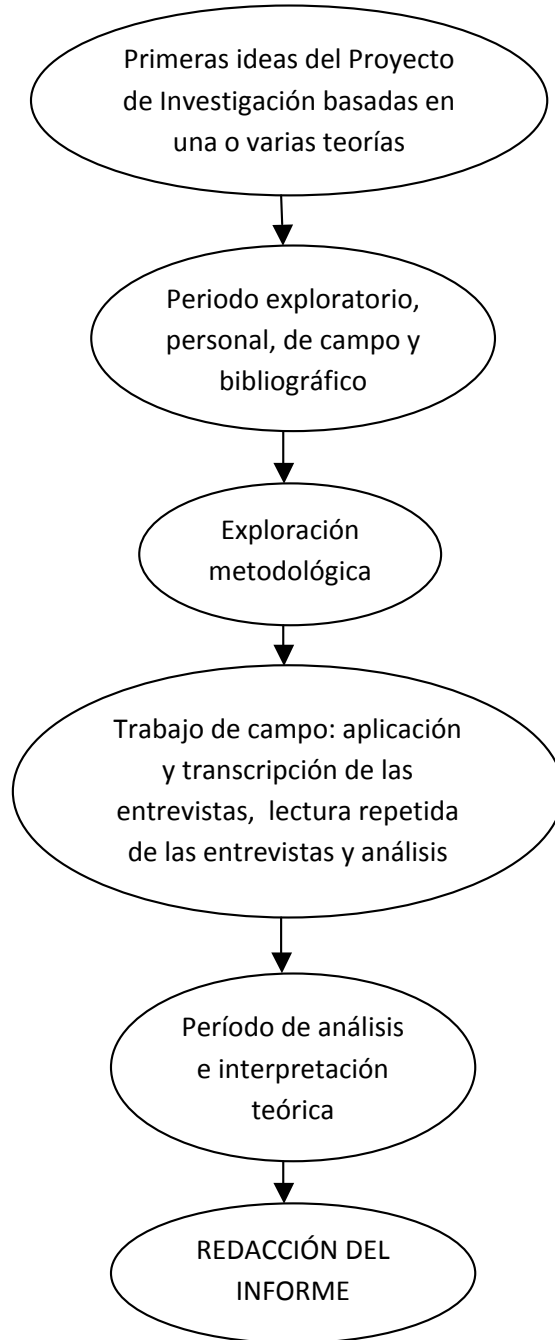 Primeras ideas del Proyecto
de Investigación basadas en
una o varias teorías
Periodo exploratorio,
personal, de campo y
bibliográfico
Exploración
metodológica
Trabajo de campo: aplicación
y transcripción de las
entrevistas,  lectura repetida
de las entrevistas y análisis
Período de análisis
e interpretación
teórica
REDACCIÓN DEL
INFORME